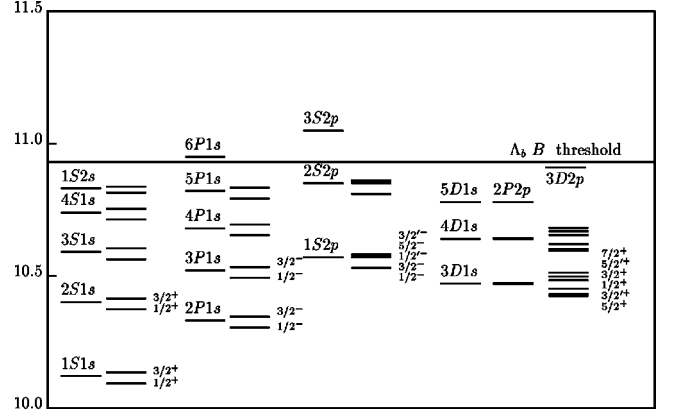 11.5
3S2p
11.0
6P1s
Λ_b B threshold
1S2s
5P1s
2S2p
3D2p
4S1s
5D1s 2P2p
4P1s
4D1s
3S1s
3P1s
1S2p
3/2'⁻
5/2⁻
1/2'⁻
3/2⁻
1/2⁻
3/2⁻
1/2⁻
7/2⁺
5/2'⁺
3/2⁺
1/2⁺
3/2'⁺
5/2⁺
10.5
3D1s
2S1s
3/2⁺
1/2⁺
2P1s
3/2⁻
1/2⁻
1S1s
3/2⁺
1/2⁺
10.0